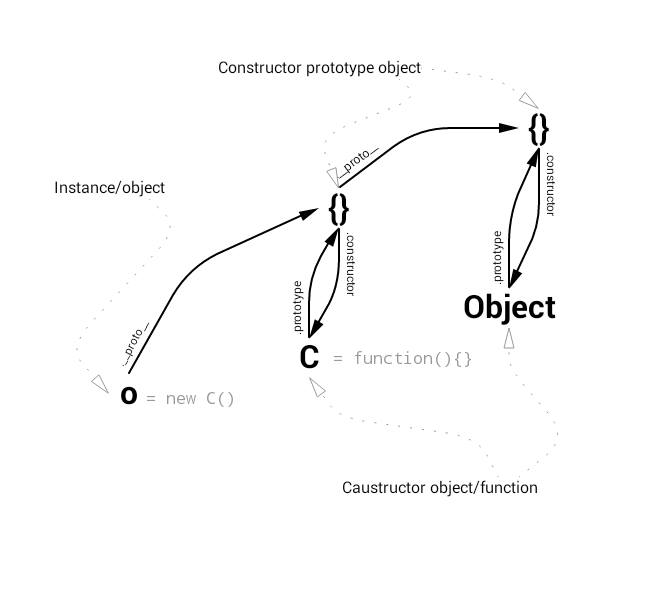 Constructor prototype object
{}
.__proto__
.constructor
Instance/object
{}
.constructor
.prototype
.prototype
Object
.__proto__
C = function(){}
o = new C()
Caustructor object/function